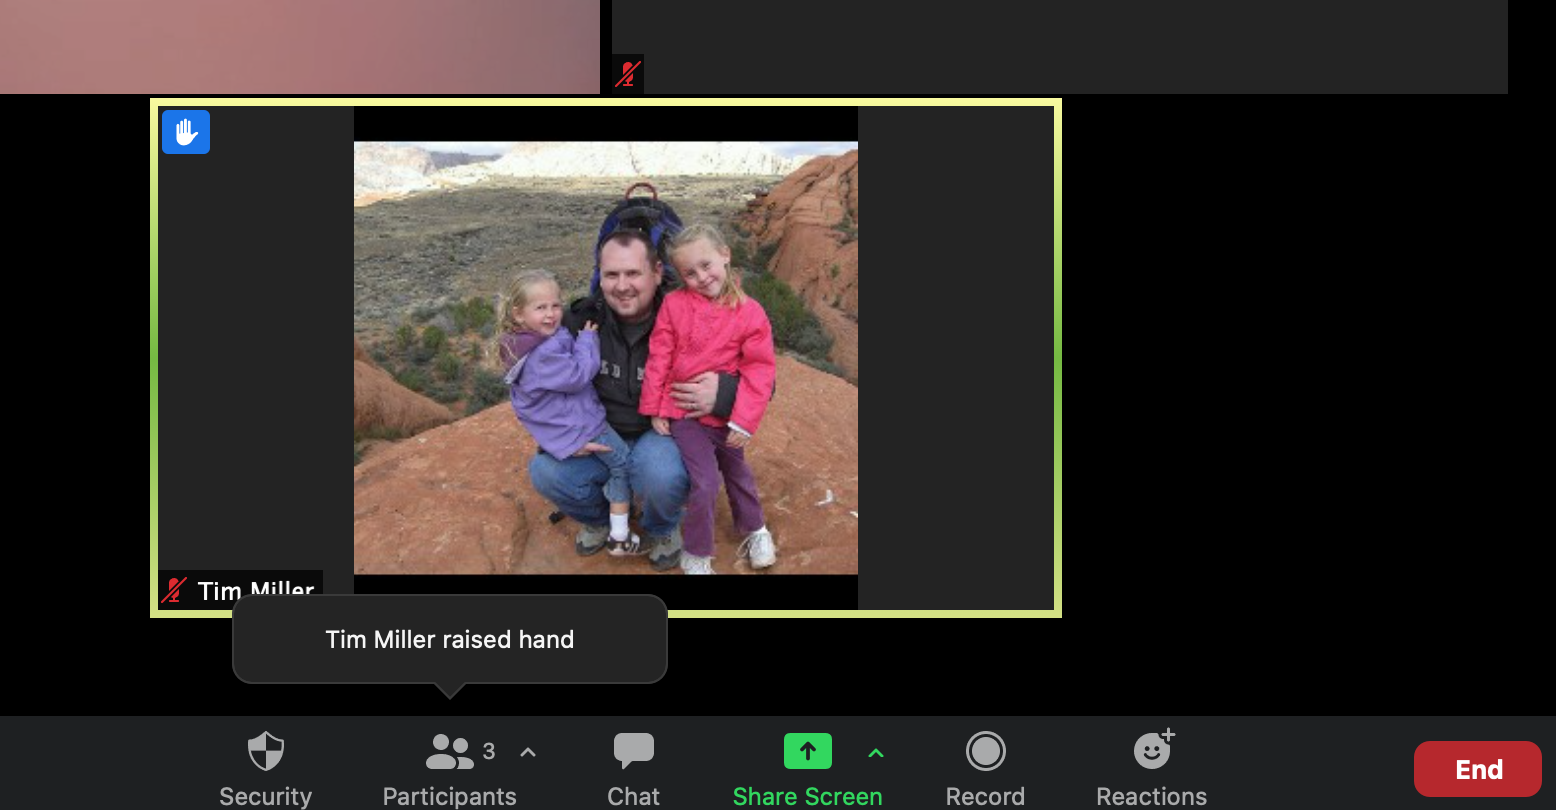 Tim Miller
Tim Miller raised hand
3
Security
Participants
Chat
Share Screen
Record
Reactions
End